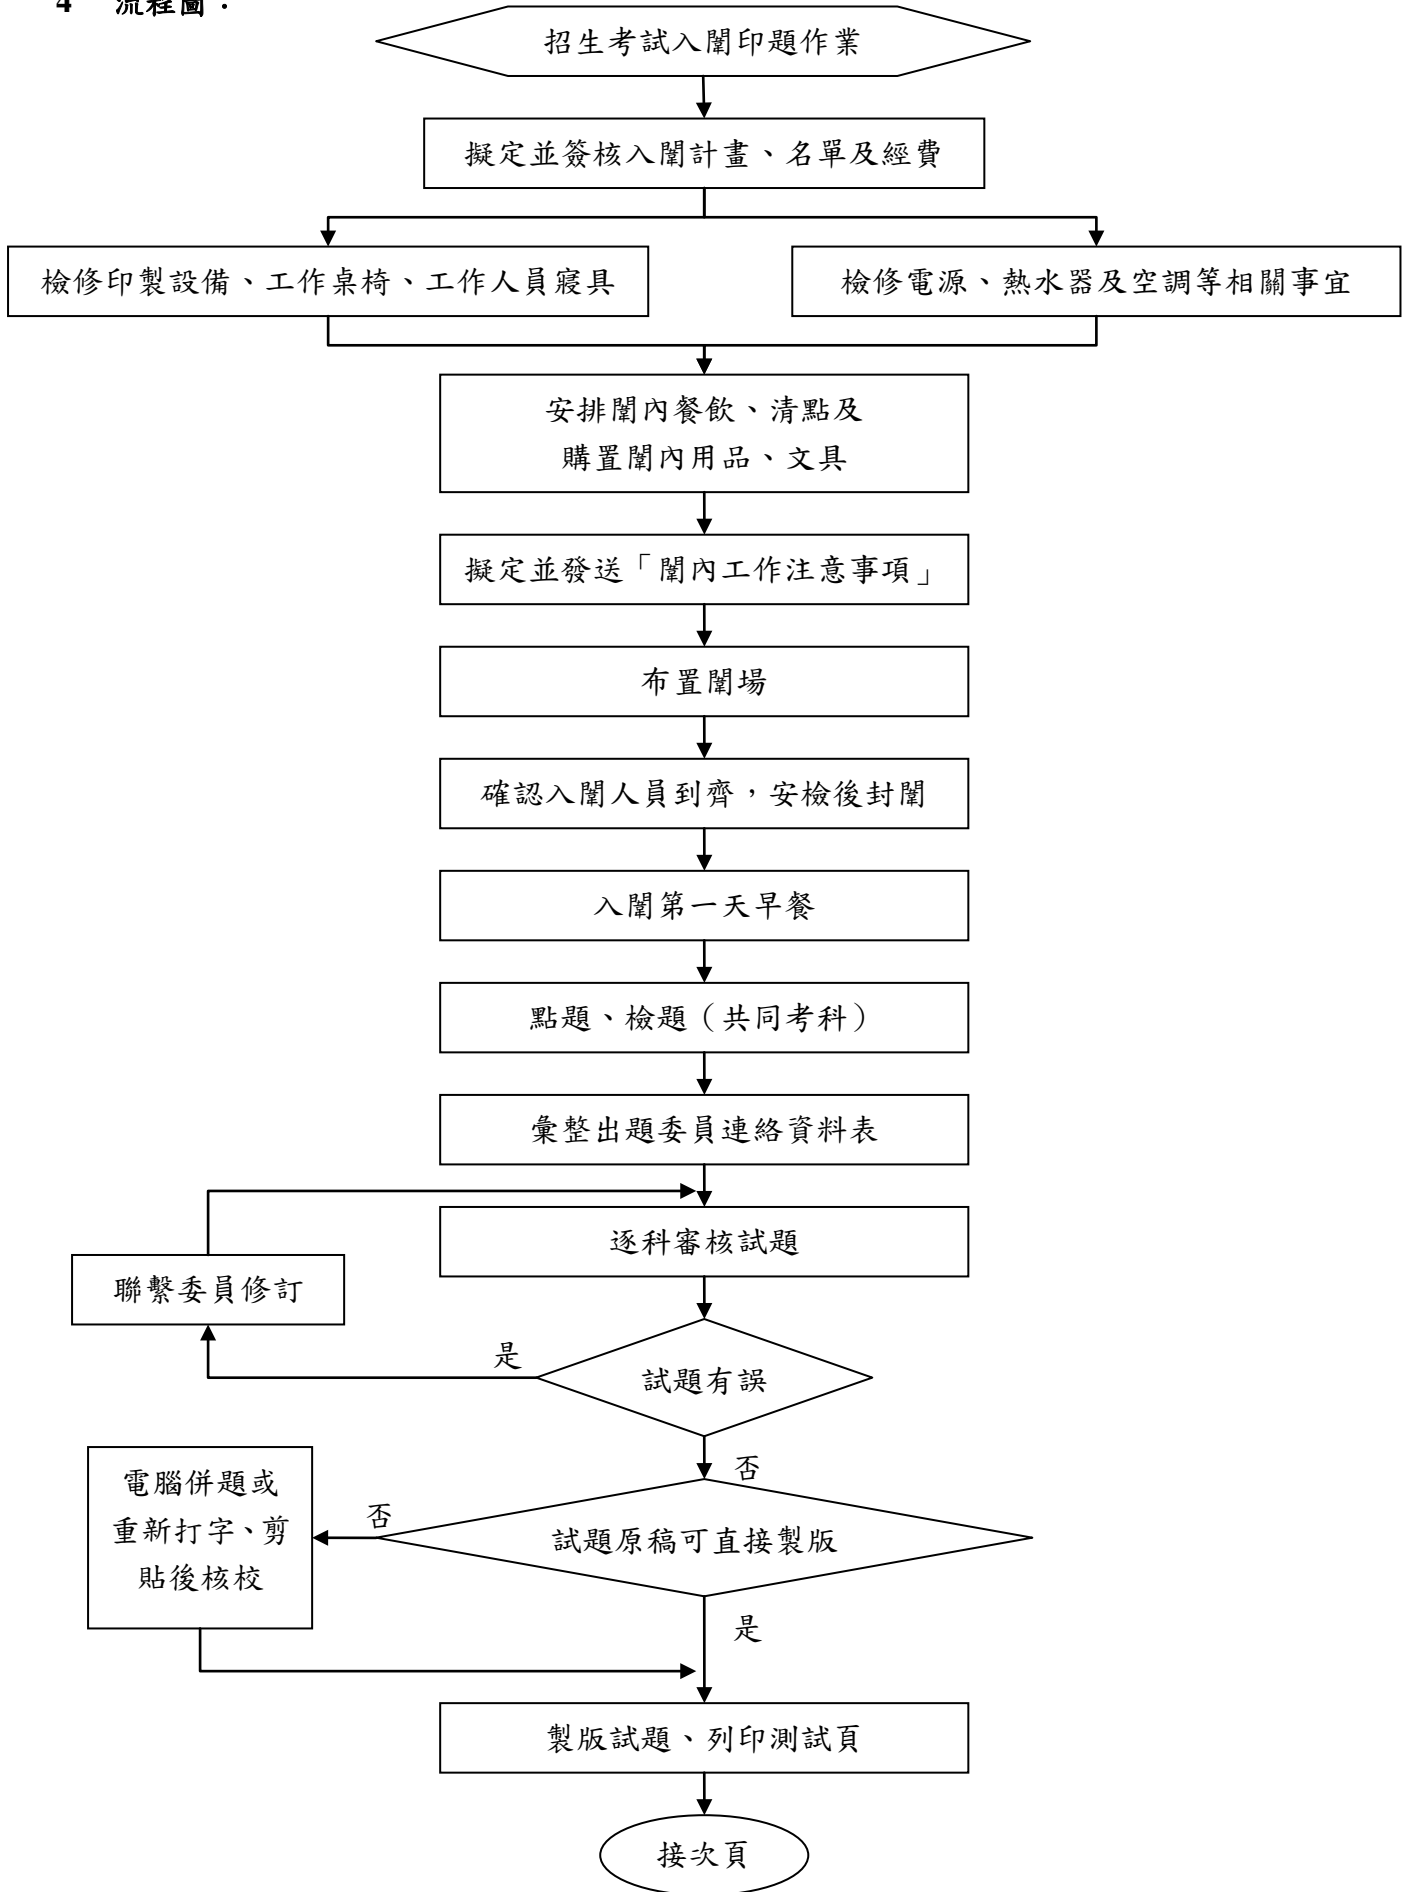 4 流程圖：
招生考試入闈印題作業
擬定並簽核入闈計畫、名單及經費
檢修印製設備、工作桌椅、工作人員寢具
檢修電源、熱水器及空調等相關事宜
安排闈內餐飲、清點及
購置闈內用品、文具
擬定並發送「闈內工作注意事項」
布置闈場
確認入闈人員到齊，安檢後封闈
入闈第一天早餐
點題、檢題（共同考科）
彙整出題委員連絡資料表
逐科審核試題
聯繫委員修訂
是
試題有誤
否
電腦併題或
重新打字、剪
貼後核校
否
試題原稿可直接製版
是
製版試題、列印測試頁
接次頁